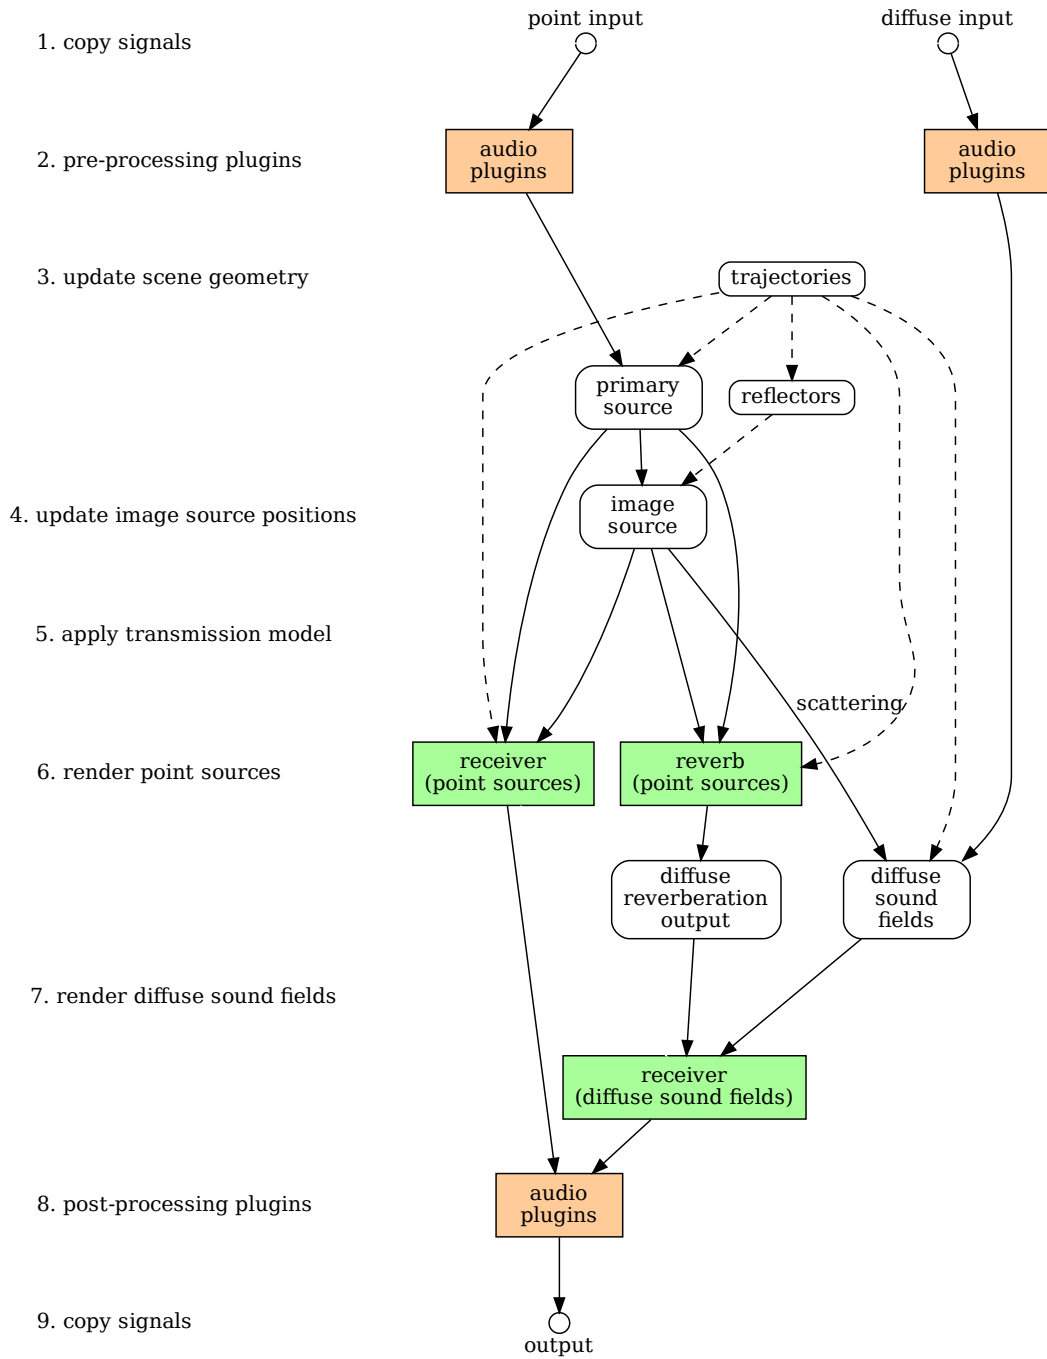 point input
diffuse input
1. copy signals
audio
plugins
audio
plugins
2. pre-processing plugins
3. update scene geometry
trajectories
primary
source
reflectors
image
source
4. update image source positions
5. apply transmission model
scattering
receiver
(point sources)
reverb
(point sources)
6. render point sources
diffuse
reverberation
output
diffuse
sound
fields
7. render diffuse sound fields
receiver
(diffuse sound fields)
audio
plugins
8. post-processing plugins
9. copy signals
output